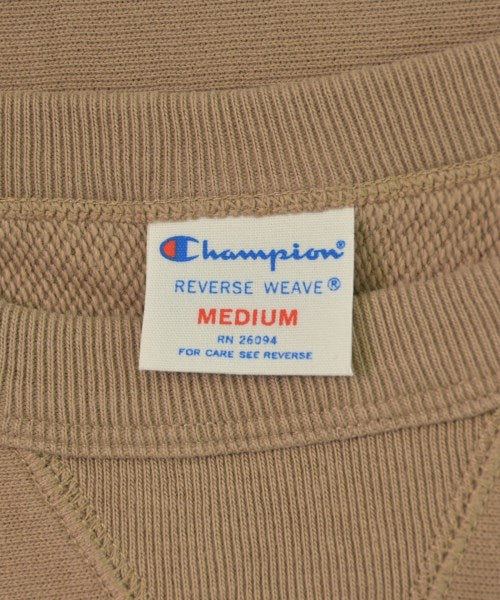 Champion®
REVERSE WEAVE®
MEDIUM
RN 26094
FOR CARE SEE REVERSE